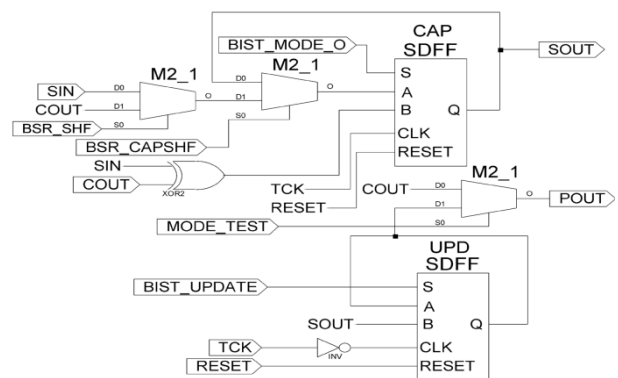 CAP
SDFF
BIST_MODE_O
SOUT
M2_1
M2_1
S
SIN
D0
D0
O
A
COUT
D1
O
D1
B
Q
BSR_SHF
S0
S0
BSR_CAPSHF
CLK
SIN
RESET
COUT
XOR2
TCK
RESET
M2_1
COUT
D0
O
POUT
D1
MODE_TEST
S0
UPD
SDFF
BIST_UPDATE
S
A
SOUT
B
Q
TCK
INV
CLK
RESET
RESET